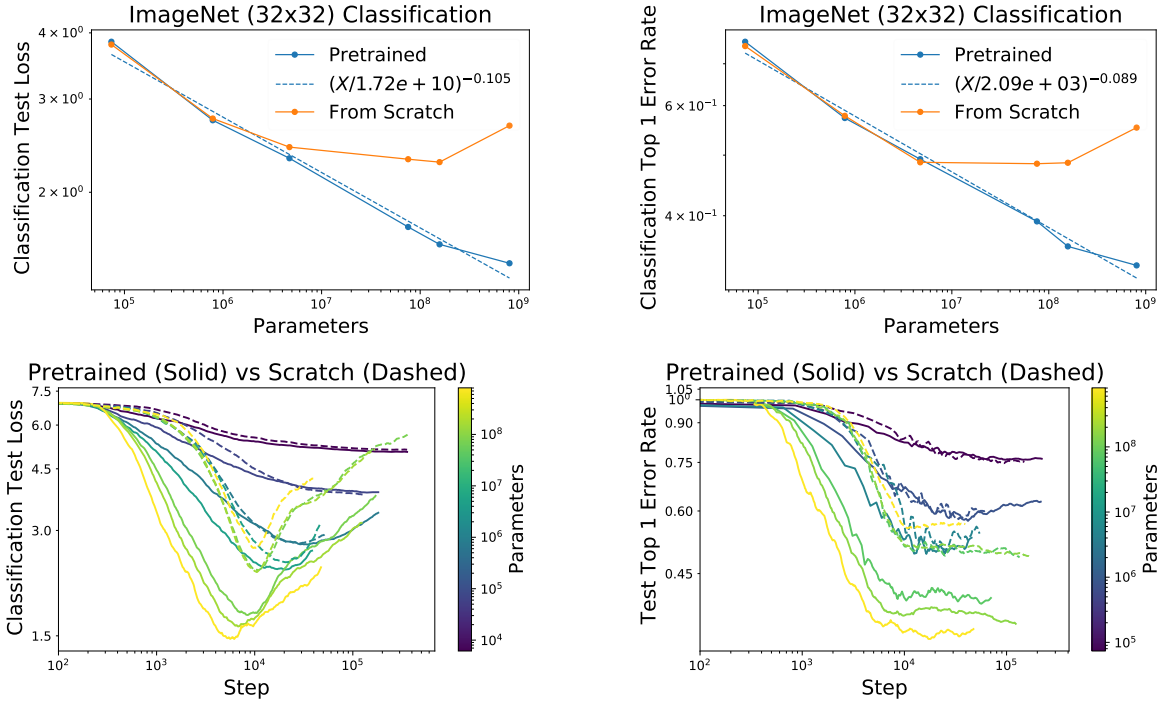 ImageNet (32x32) Classification
4 × 10⁰
3 × 10⁰
2 × 10⁰
Classification Test Loss
Pretrained
(X/1.72e + 10)^−0.105
From Scratch
10⁵ 10⁶ 10⁷ 10⁸ 10⁹
Parameters
ImageNet (32x32) Classification
6 × 10⁻¹
4 × 10⁻¹
Classification Top 1 Error Rate
Pretrained
(X/2.09e + 03)^−0.089
From Scratch
10⁵ 10⁶ 10⁷ 10⁸ 10⁹
Parameters
Pretrained (Solid) vs Scratch (Dashed)
7.5
6.0
4.5
3.0
1.5
Classification Test Loss
10² 10³ 10⁴ 10⁵
Step
10⁸
10⁷
10⁶
10⁵
10⁴
Parameters
Pretrained (Solid) vs Scratch (Dashed)
1.05
1.00
0.90
0.75
0.60
0.45
Test Top 1 Error Rate
10² 10³ 10⁴ 10⁵
Step
10⁸
10⁷
10⁶
10⁵
Parameters